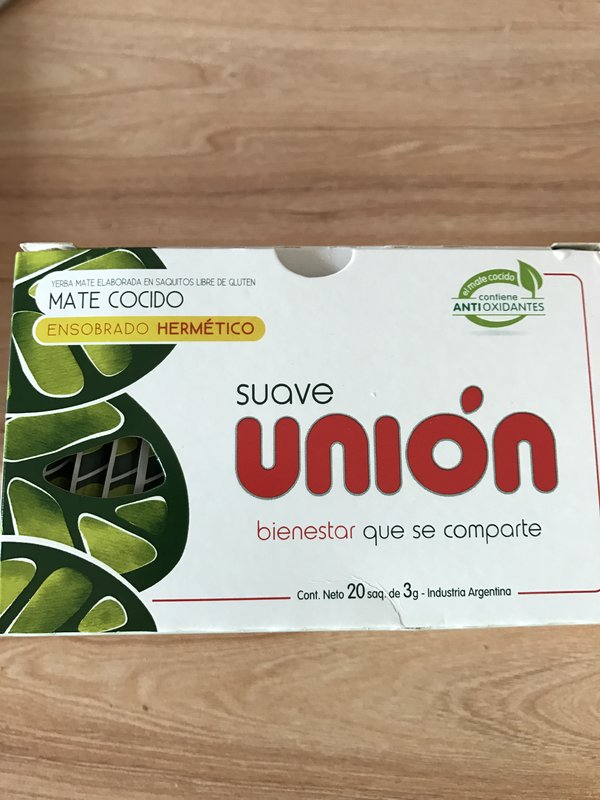 YERBA MATE ELABORADA EN SAQUITOS LIBRE DE GLUTEN
MATE COCIDO
ENSOBRADO HERMÉTICO
el mate cocido
contiene
ANTIOXIDANTES
suave
unión
bienestar que se comparte
Cont. Neto 20 saq. de 3g - Industria Argentina